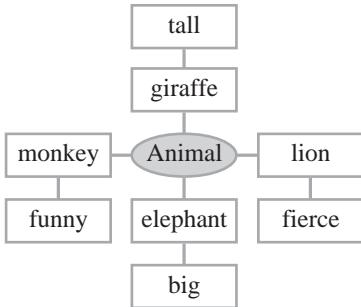 tall
giraffe
monkey Animal lion
funny elephant fierce
big